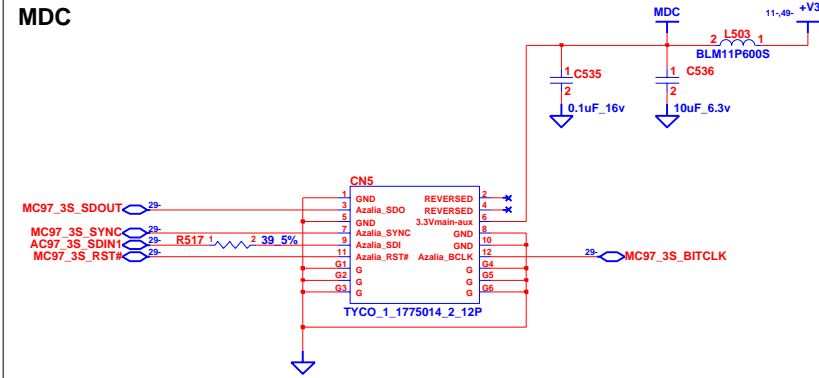 MDC
MDC
11-,49- +V3
2 L503 1
BLM11P600S
1 C535
2
0.1uF_16v
1 C536
2
10uF_6.3v
CN5
1 GND REVERSED 2
MC97_3S_SDOUT 29- 3 Azalia_SDO REVERSED 4
5 GND 3.3Vmain-aux 6
MC97_3S_SYNC 29- 7 Azalia_SYNC GND 8
AC97_3S_SDIN1 29- R517 1 2 39_5% 9 Azalia_SDI GND 10
MC97_3S_RST# 29- 11 Azalia_RST# Azalia_BCLK 12 29- MC97_3S_BITCLK
G1 G G G4
G2 G G G5
G3 G G G6
TYCO_1_1775014_2_12P